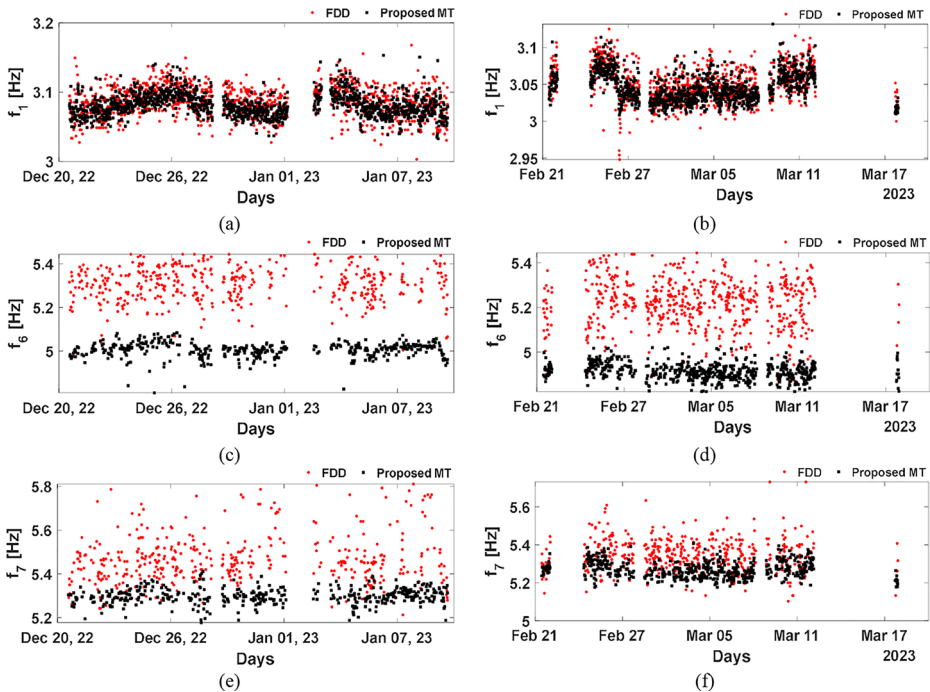 FDD Proposed MT
3.2
3.1
3
f1 [Hz]
Dec 20, 22 Dec 26, 22 Jan 01, 23 Jan 07, 23
Days
(a)
FDD Proposed MT
3.1
3.05
3
2.95
f1 [Hz]
Feb 21 Feb 27 Mar 05 Mar 11 Mar 17
Days 2023
(b)
FDD Proposed MT
5.4
5.2
5
f6 [Hz]
Dec 20, 22 Dec 26, 22 Jan 01, 23 Jan 07, 23
Days
(c)
FDD Proposed MT
5.4
5.2
5
f6 [Hz]
Feb 21 Feb 27 Mar 05 Mar 11 Mar 17
Days 2023
(d)
FDD Proposed MT
5.8
5.6
5.4
5.2
f7 [Hz]
Dec 20, 22 Dec 26, 22 Jan 01, 23 Jan 07, 23
Days
(e)
FDD Proposed MT
5.6
5.4
5.2
5
f7 [Hz]
Feb 21 Feb 27 Mar 05 Mar 11 Mar 17
Days 2023
(f)